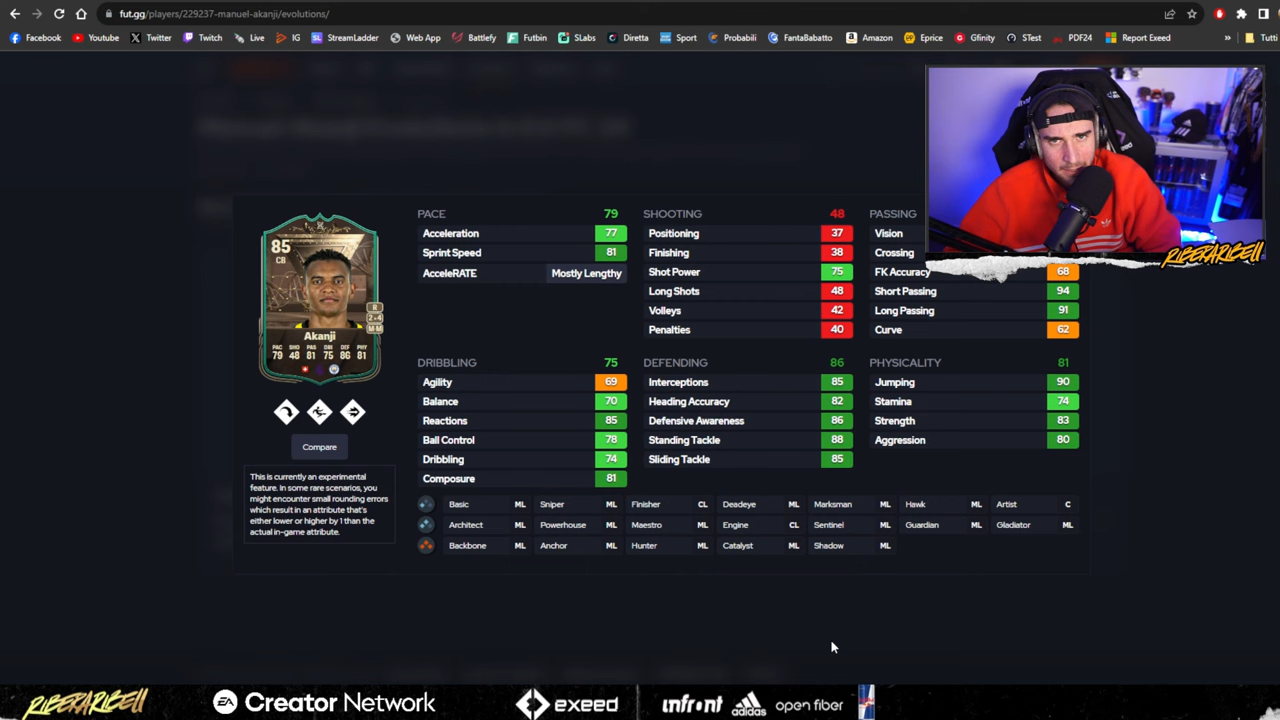 fut.gg/players/229237-manuel-akanji/evolutions/
Facebook Youtube Twitter Twitch Live IG StreamLadder Web App Battlefy Futbin SLabs Diretta Sport Probabili FantaBabatto Amazon Eprice Gfinity STest PDF24 Report Exeed » Tutti
85
CB
R
2★4
M·M
Akanji
PAC SHO PAS DRI DEF PHY
79 48 81 75 86 81
Compare
This is currently an experimental
feature. In some rare scenarios, you
might encounter small rounding errors
which result in an attribute that's
either lower or higher by 1 than the
actual in-game attribute.
PACE 79
Acceleration 77
Sprint Speed 81
AcceleRATE Mostly Lengthy
SHOOTING 48
Positioning 37
Finishing 38
Shot Power 75
Long Shots 48
Volleys 42
Penalties 40
PASSING
Vision
Crossing
FK Accuracy 68
Short Passing 94
Long Passing 91
Curve 62
DRIBBLING 75
Agility 69
Balance 70
Reactions 85
Ball Control 78
Dribbling 74
Composure 81
DEFENDING 86
Interceptions 85
Heading Accuracy 82
Defensive Awareness 86
Standing Tackle 88
Sliding Tackle 85
PHYSICALITY 81
Jumping 90
Stamina 74
Strength 83
Aggression 80
Basic ML Sniper ML Finisher CL Deadeye ML Marksman ML Hawk ML Artist C
Architect ML Powerhouse ML Maestro ML Engine CL Sentinel ML Guardian ML Gladiator ML
Backbone ML Anchor ML Hunter ML Catalyst ML Shadow ML
RIBERARIBELL
RIBERARIBELL EA Creator Network exeed infront adidas open fiber